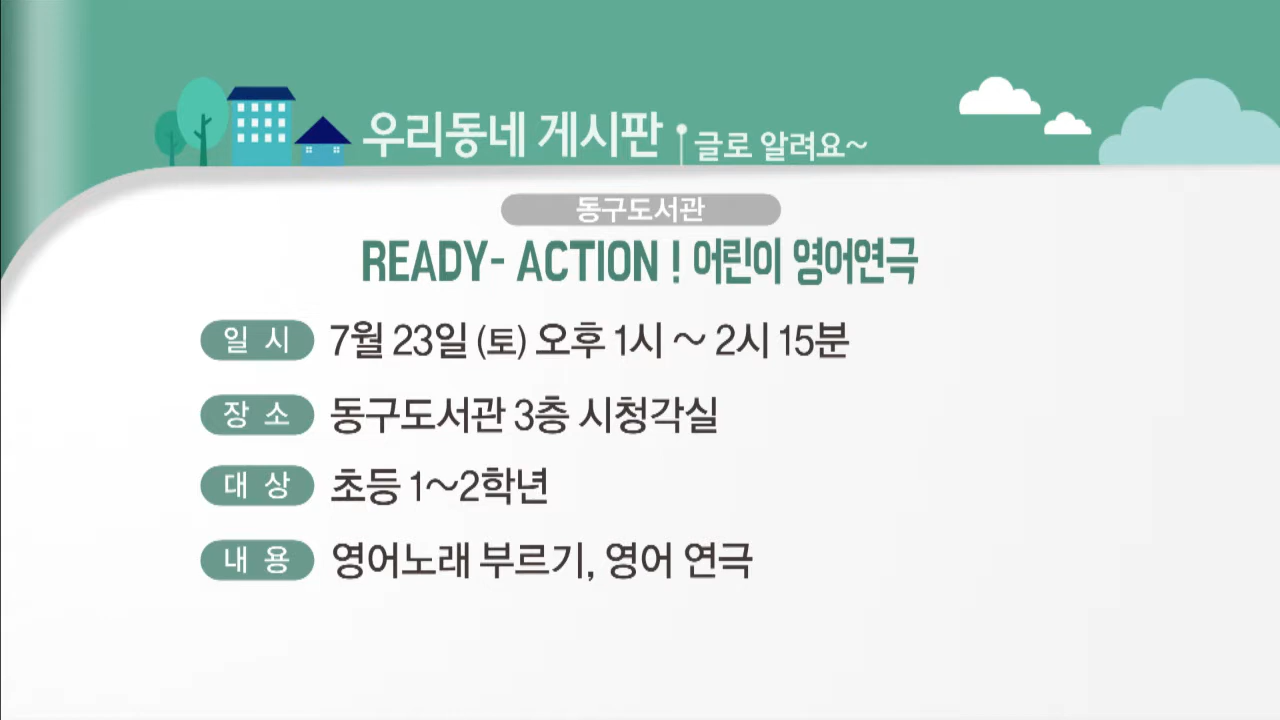 우리동네 게시판 글로 알려요~
동구도서관
READY- ACTION ! 어린이 영어연극
일 시 7월 23일 (토) 오후 1시 ~ 2시 15분
장 소 동구도서관 3층 시청각실
대 상 초등 1~2학년
내 용 영어노래 부르기, 영어 연극